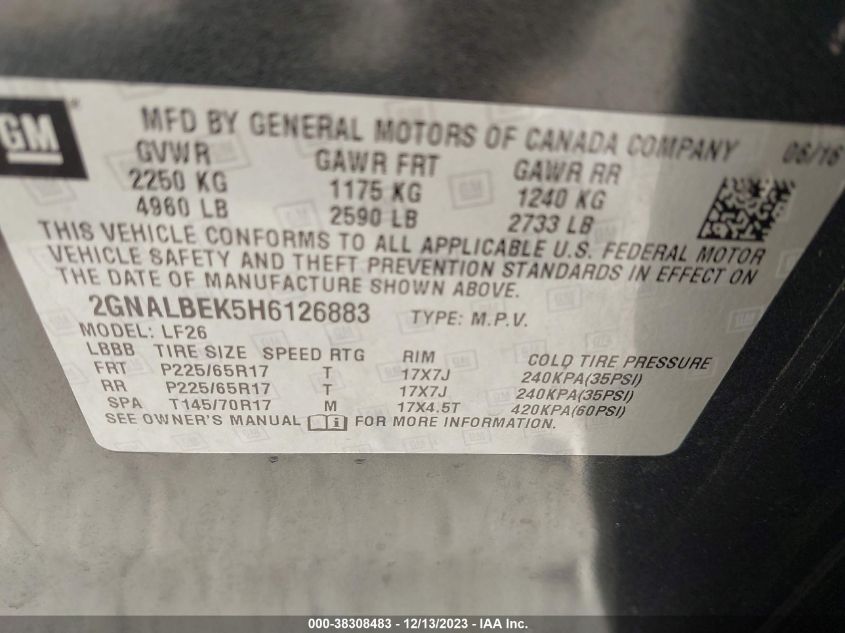 GM
MFD BY GENERAL MOTORS OF CANADA COMPANY 06/16
GVWR GAWR FRT GAWR RR
2250 KG 1175 KG 1240 KG
4960 LB 2590 LB 2733 LB
THIS VEHICLE CONFORMS TO ALL APPLICABLE U.S. FEDERAL MOTOR
VEHICLE SAFETY AND THEFT PREVENTION STANDARDS IN EFFECT ON
THE DATE OF MANUFACTURE SHOWN ABOVE.
2GNALBEK5H6126883 TYPE: M.P.V.
MODEL: LF26
LBBB TIRE SIZE SPEED RTG RIM COLD TIRE PRESSURE
FRT P225/65R17 T 17X7J 240KPA(35PSI)
RR P225/65R17 T 17X7J 240KPA(35PSI)
SPA T145/70R17 M 17X4.5T 420KPA(60PSI)
SEE OWNER'S MANUAL FOR MORE INFORMATION.
000-38308483 - 12/13/2023 - IAA Inc.